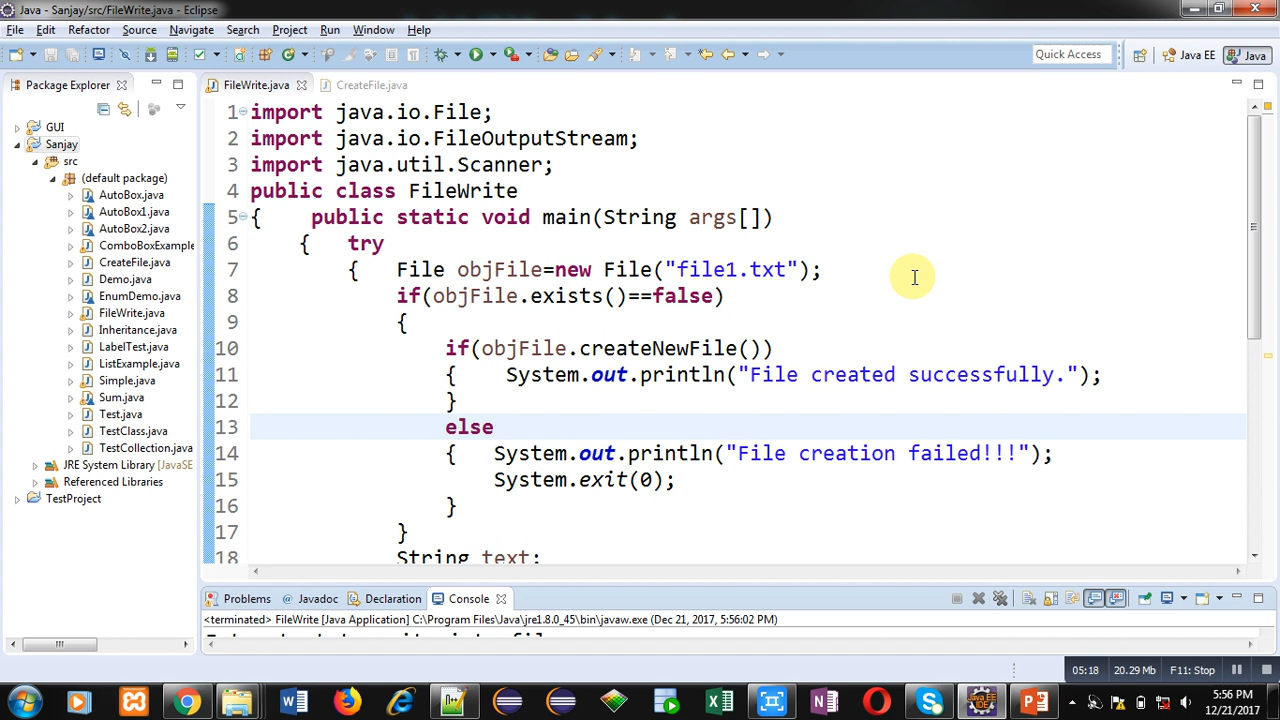 Java - Sanjay/src/FileWrite.java - Eclipse
File Edit Refactor Source Navigate Search Project Run Window Help
Quick Access Java EE Java
Package Explorer
GUI
Sanjay
src
(default package)
AutoBox.java
AutoBox1.java
AutoBox2.java
ComboBoxExample
CreateFile.java
Demo.java
EnumDemo.java
FileWrite.java
Inheritance.java
LabelTest.java
ListExample.java
Simple.java
Sum.java
Test.java
TestClass.java
TestCollection.java
JRE System Library [JavaSE
Referenced Libraries
TestProject
FileWrite.java CreateFile.java
1 import java.io.File;
2 import java.io.FileOutputStream;
3 import java.util.Scanner;
4 public class FileWrite
5 { public static void main(String args[])
6 { try
7 { File objFile=new File("file1.txt");
8 if(objFile.exists()==false)
9 {
10 if(objFile.createNewFile())
11 { System.out.println("File created successfully.");
12 }
13 else
14 { System.out.println("File creation failed!!!");
15 System.exit(0);
16 }
17 }
18 String text;
Problems Javadoc Declaration Console
<terminated> FileWrite [Java Application] C:\Program Files\Java\jre1.8.0_45\bin\javaw.exe (Dec 21, 2017, 5:56:02 PM)
05:18 20.29 Mb F11: Stop
5:56 PM
12/21/2017